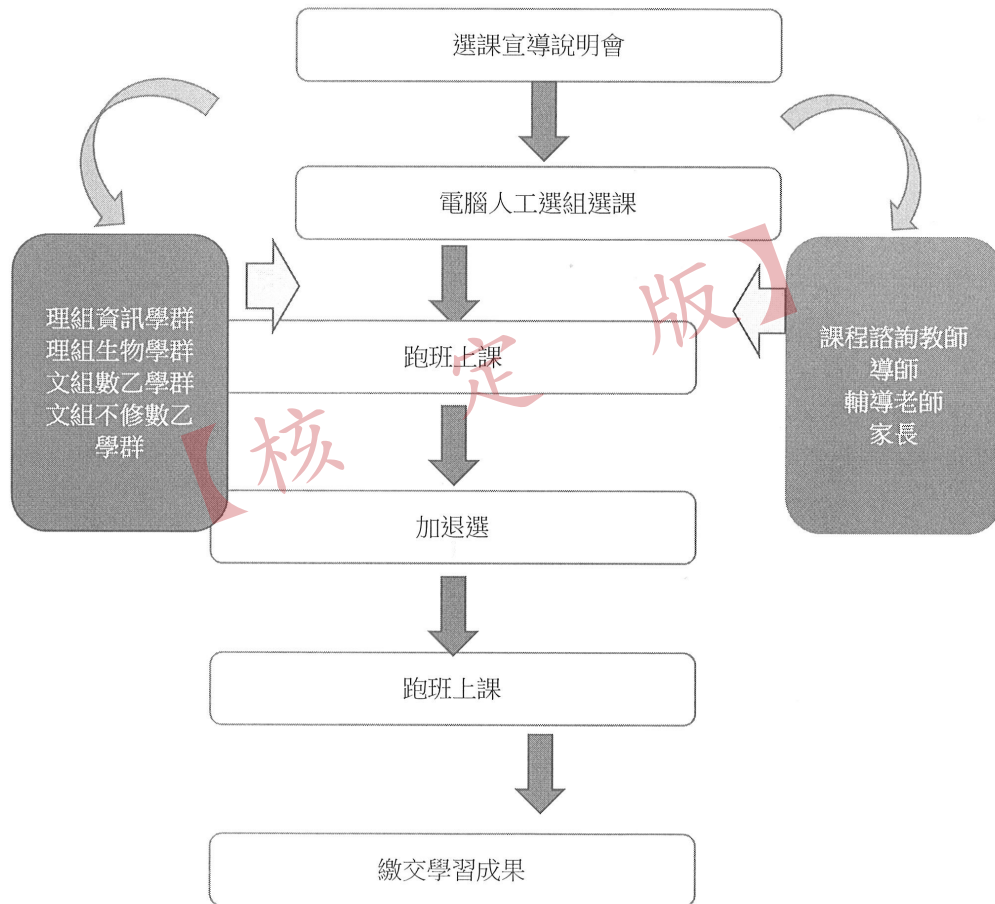 選課宣導說明會
電腦人工選組選課
理組資訊學群
理組生物學群
文組數乙學群
文組不修數乙
學群
跑班上課
課程諮詢教師
導師
輔導老師
家長
【核定版】
加退選
跑班上課
繳交學習成果